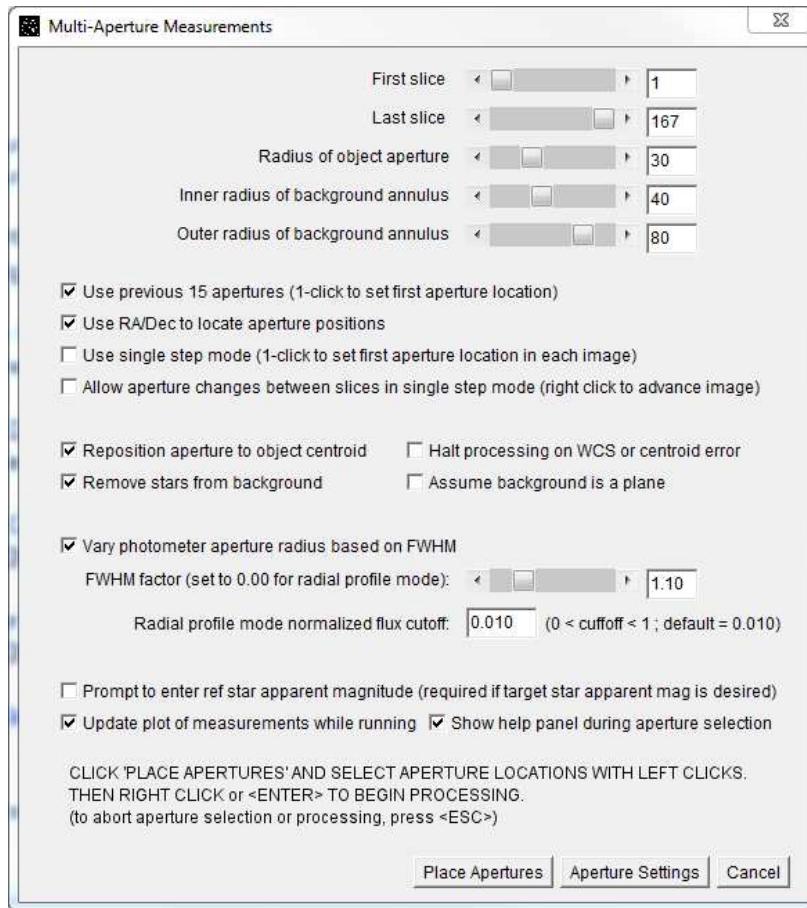 Multi-Aperture Measurements
First slice 1
Last slice 167
Radius of object aperture 30
Inner radius of background annulus 40
Outer radius of background annulus 80
Use previous 15 apertures (1-click to set first aperture location)
Use RA/Dec to locate aperture positions
Use single step mode (1-click to set first aperture location in each image)
Allow aperture changes between slices in single step mode (right click to advance image)
Reposition aperture to object centroid Halt processing on WCS or centroid error
Remove stars from background Assume background is a plane
Vary photometer aperture radius based on FWHM
FWHM factor (set to 0.00 for radial profile mode): 1.10
Radial profile mode normalized flux cutoff: 0.010 (0 < cuffoff < 1 ; default = 0.010)
Prompt to enter ref star apparent magnitude (required if target star apparent mag is desired)
Update plot of measurements while running Show help panel during aperture selection
CLICK 'PLACE APERTURES' AND SELECT APERTURE LOCATIONS WITH LEFT CLICKS.
THEN RIGHT CLICK or <ENTER> TO BEGIN PROCESSING.
(to abort aperture selection or processing, press <ESC>)
Place Apertures Aperture Settings Cancel